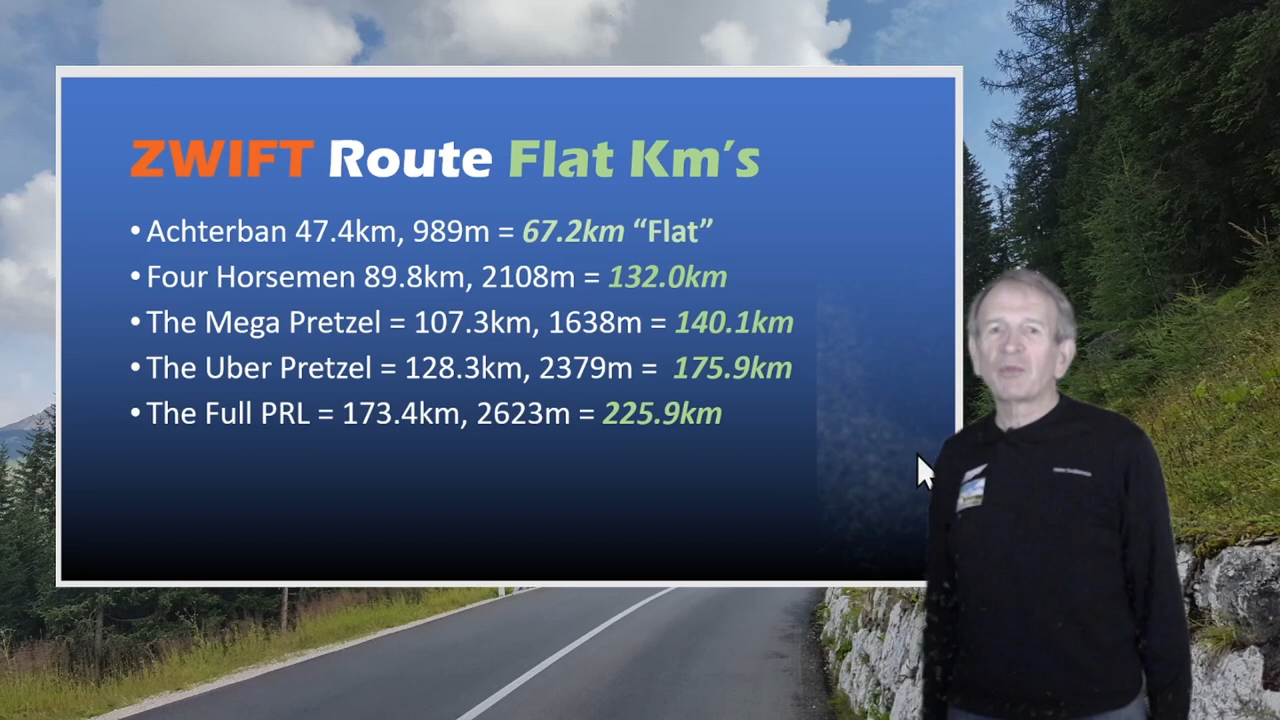 ZWIFT Route Flat Km’s
• Achterban 47.4km, 989m = 67.2km “Flat”
• Four Horsemen 89.8km, 2108m = 132.0km
• The Mega Pretzel = 107.3km, 1638m = 140.1km
• The Uber Pretzel = 128.3km, 2379m = 175.9km
• The Full PRL = 173.4km, 2623m = 225.9km